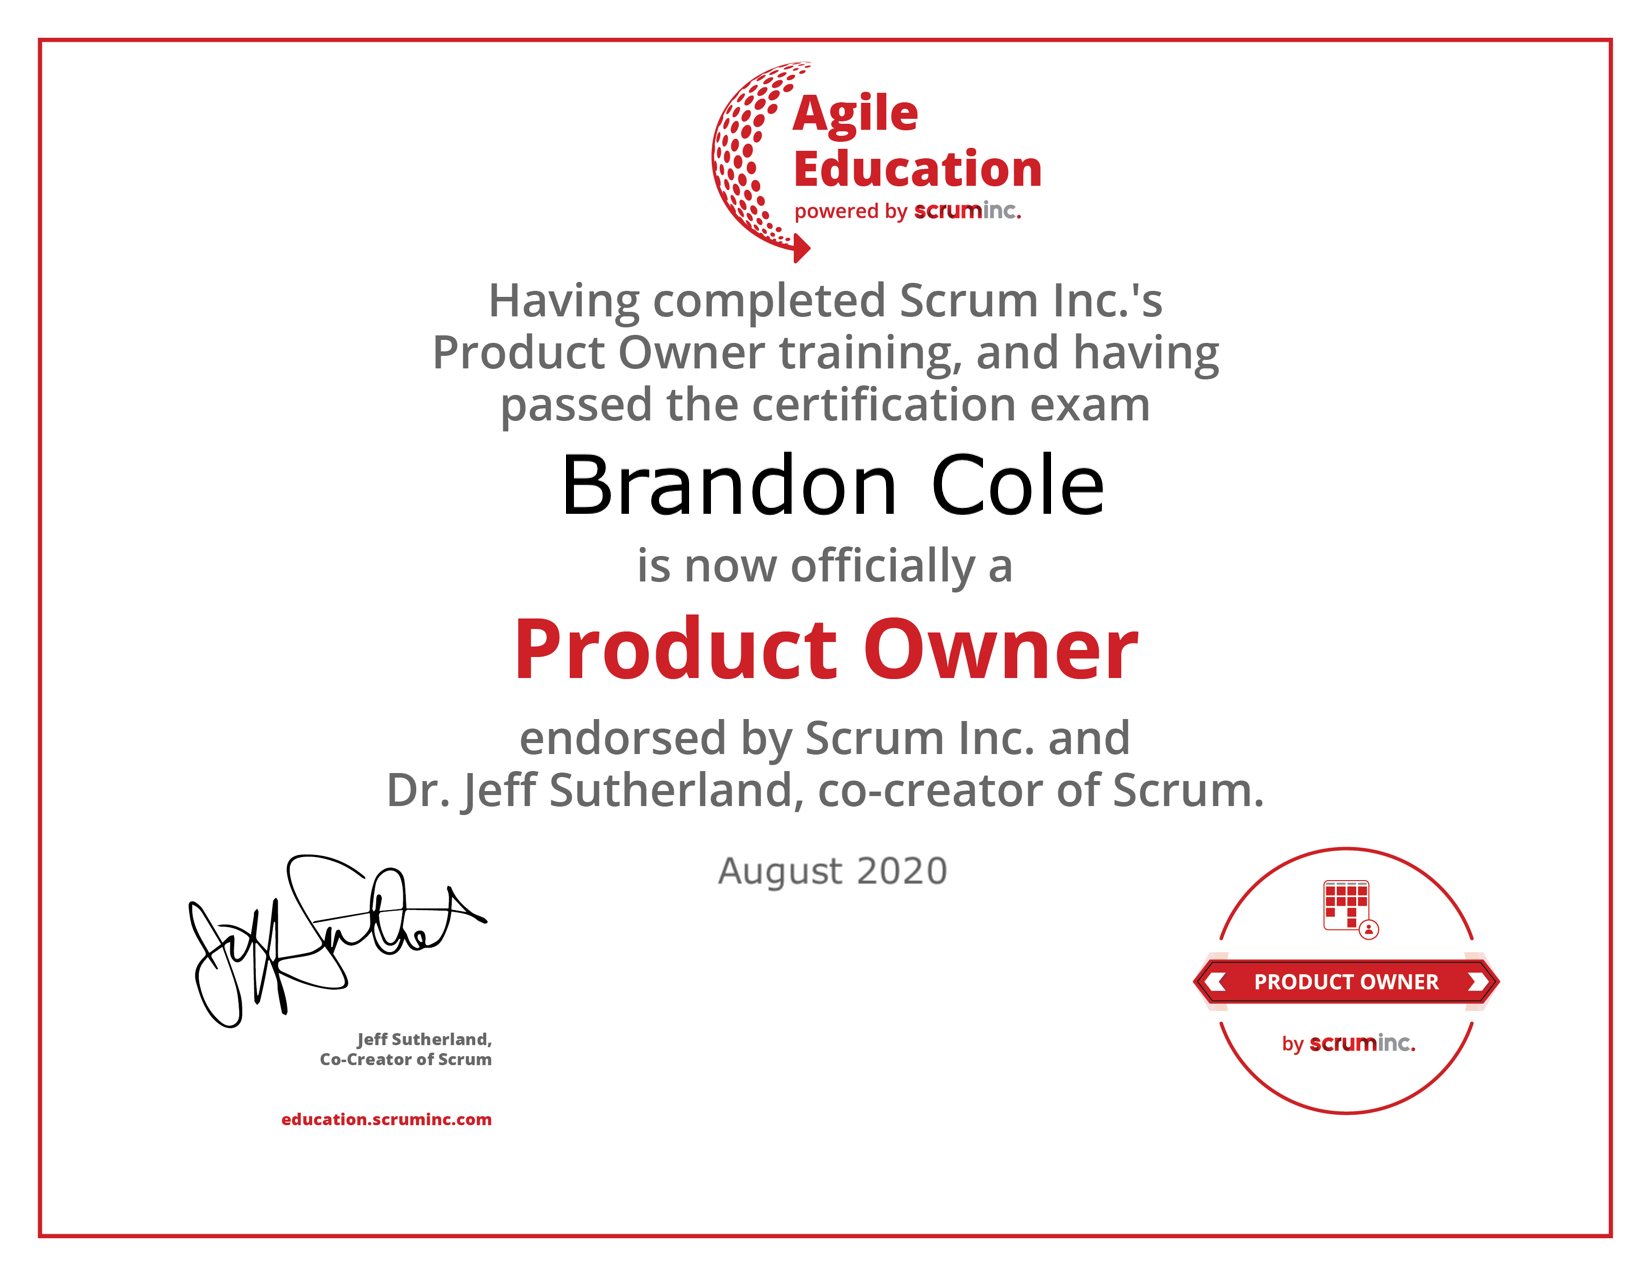 Agile
Education
powered by scruminc.
Having completed Scrum Inc.'s
Product Owner training, and having
passed the certification exam
Brandon Cole
is now officially a
Product Owner
endorsed by Scrum Inc. and
Dr. Jeff Sutherland, co-creator of Scrum.
August 2020
Jeff Sutherland,
Co-Creator of Scrum
education.scruminc.com
PRODUCT OWNER
by scruminc.